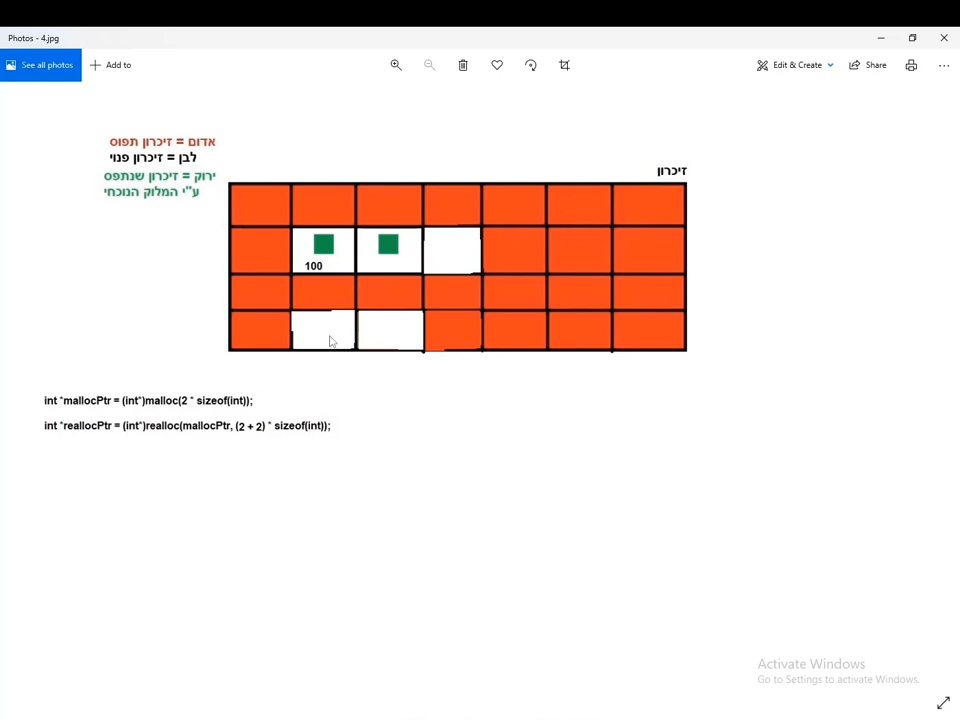 Photos - 4.jpg
See all photos
Add to
Edit & Create
Share
אדום = זיכרון תפוס
לבן = זיכרון פנוי
ירוק = זיכרון שנתפס
ע"י המלוק הנוכחי
זיכרון
100
int *mallocPtr = (int*)malloc(2 * sizeof(int));
int *reallocPtr = (int*)realloc(mallocPtr, (2 + 2) * sizeof(int));
Activate Windows
Go to Settings to activate Windows.